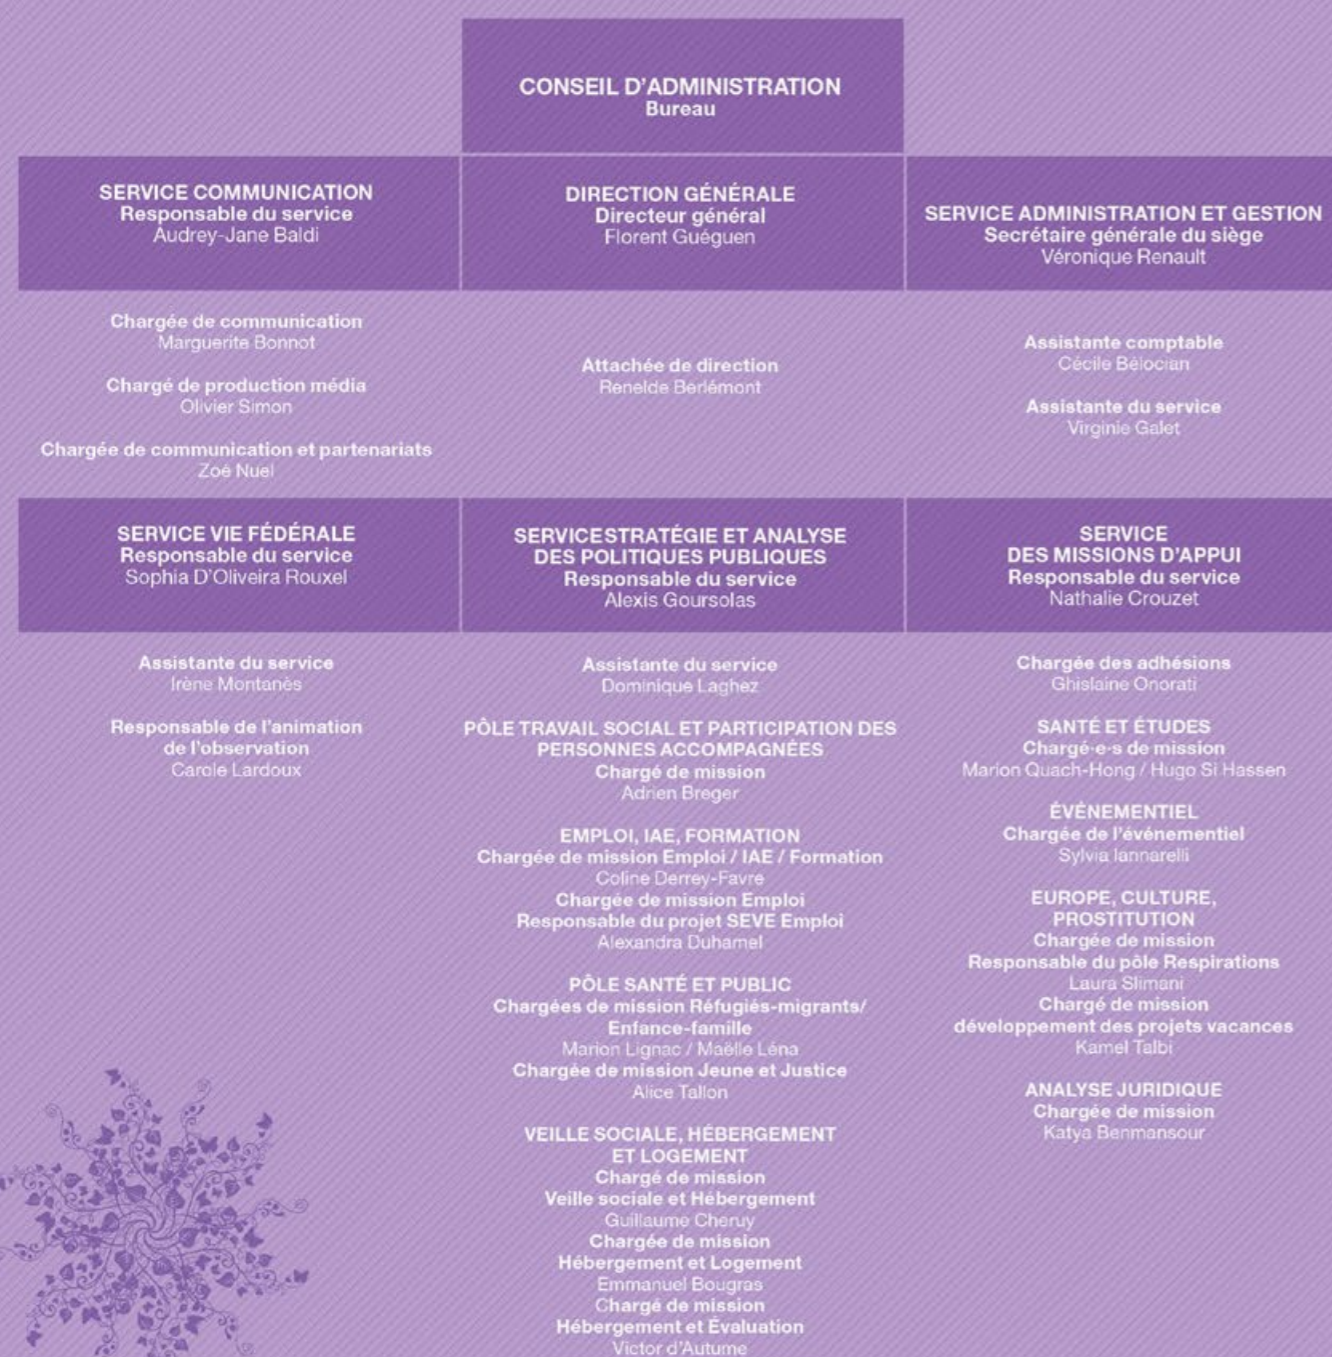 CONSEIL D'ADMINISTRATION
Bureau
SERVICE COMMUNICATION
Responsable du service
Audrey-Jane Baldi
DIRECTION GÉNÉRALE
Directeur général
Florent Guéguen
SERVICE ADMINISTRATION ET GESTION
Secrétaire générale du siège
Véronique Renault
Chargée de communication
Marguerite Bonnot
Chargé de production média
Olivier Simon
Chargée de communication et partenariats
Zoé Nuel
Attachée de direction
Renelde Berlémont
Assistante comptable
Cécile Bélocian
Assistante du service
Virginie Galet
SERVICE VIE FÉDÉRALE
Responsable du service
Sophia D'Oliveira Rouxel
SERVICESTRATÉGIE ET ANALYSE
DES POLITIQUES PUBLIQUES
Responsable du service
Alexis Goursolas
SERVICE
DES MISSIONS D'APPUI
Responsable du service
Nathalie Crouzet
Assistante du service
Irène Montanès
Responsable de l'animation
de l'observation
Carole Lardoux
Assistante du service
Dominique Laghez
PÔLE TRAVAIL SOCIAL ET PARTICIPATION DES
PERSONNES ACCOMPAGNÉES
Chargé de mission
Adrien Breger
EMPLOI, IAE, FORMATION
Chargée de mission Emploi / IAE / Formation
Coline Derrey-Favre
Chargée de mission Emploi
Responsable du projet SEVE Emploi
Alexandra Duhamel
PÔLE SANTÉ ET PUBLIC
Chargées de mission Réfugiés-migrants/
Enfance-famille
Marion Lignac / Maëlle Léna
Chargée de mission Jeune et Justice
Alice Tallon
VEILLE SOCIALE, HÉBERGEMENT
ET LOGEMENT
Chargé de mission
Veille sociale et Hébergement
Guillaume Cheruy
Chargée de mission
Hébergement et Logement
Emmanuel Bougras
Chargé de mission
Hébergement et Évaluation
Victor d'Autume
Chargée des adhésions
Ghislaine Onorati
SANTÉ ET ÉTUDES
Chargé·e·s de mission
Marion Quach-Hong / Hugo Si Hassen
ÉVÉNEMENTIEL
Chargée de l'événementiel
Sylvia Iannarelli
EUROPE, CULTURE,
PROSTITUTION
Chargée de mission
Responsable du pôle Respirations
Laura Slimani
Chargé de mission
développement des projets vacances
Kamel Talbi
ANALYSE JURIDIQUE
Chargée de mission
Katya Benmansour